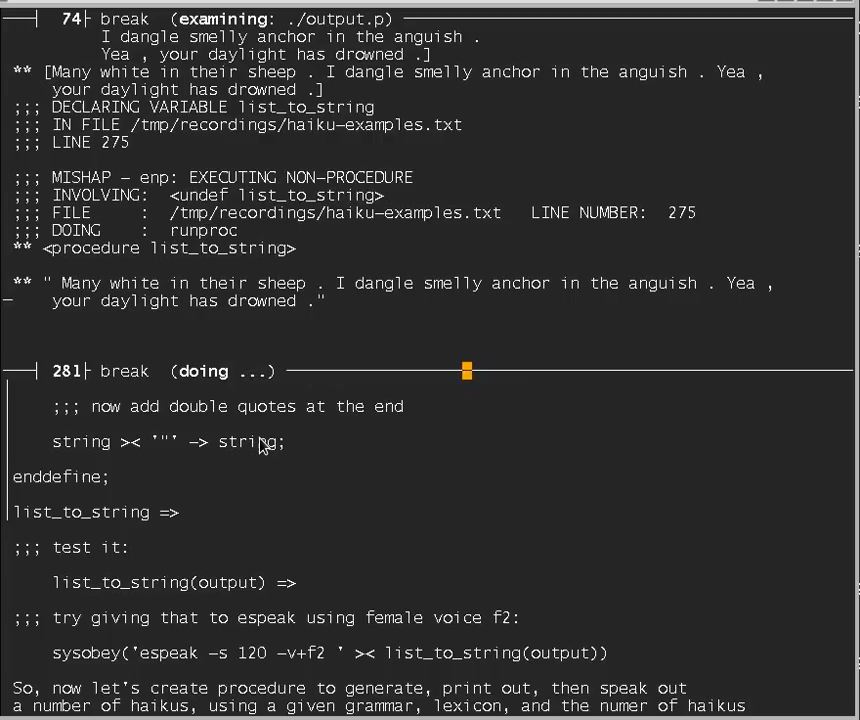 74 break (examining: ./output.p)
I dangle smelly anchor in the anguish .
Yea , your daylight has drowned .]
** [Many white in their sheep . I dangle smelly anchor in the anguish . Yea ,
your daylight has drowned .]
;;; DECLARING VARIABLE list_to_string
;;; IN FILE /tmp/recordings/haiku-examples.txt
;;; LINE 275
;;; MISHAP - enp: EXECUTING NON-PROCEDURE
;;; INVOLVING: <undef list_to_string>
;;; FILE : /tmp/recordings/haiku-examples.txt LINE NUMBER: 275
;;; DOING : runproc
** <procedure list_to_string>
** " Many white in their sheep . I dangle smelly anchor in the anguish . Yea ,
your daylight has drowned ."
281 break (doing ...)
;;; now add double quotes at the end
string >< '"' -> string;
enddefine;
list_to_string =>
;;; test it:
list_to_string(output) =>
;;; try giving that to espeak using female voice f2:
sysobey('espeak -s 120 -v+f2 ' >< list_to_string(output))
So, now let's create procedure to generate, print out, then speak out
a number of haikus, using a given grammar, lexicon, and the numer of haikus